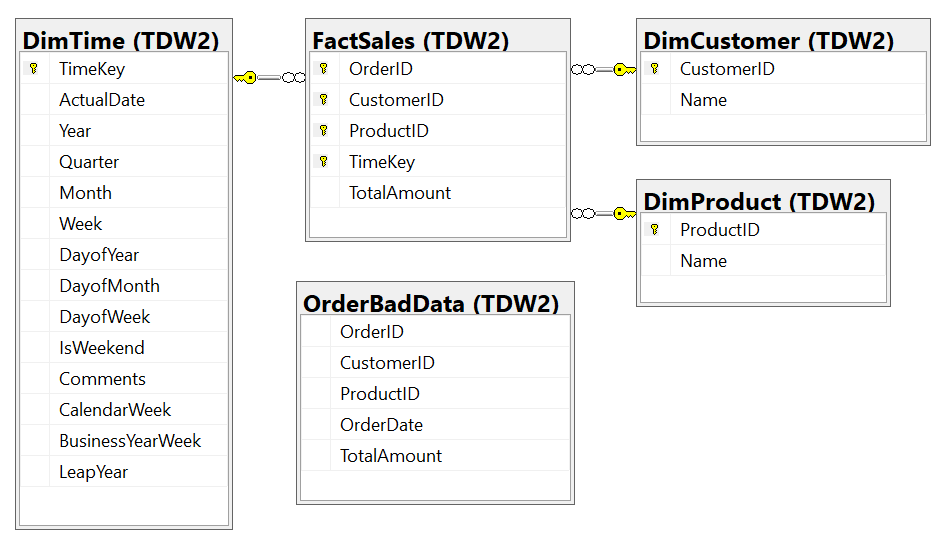 DimTime (TDW2)
TimeKey
ActualDate
Year
Quarter
Month
Week
DayofYear
DayofMonth
DayofWeek
IsWeekend
Comments
CalendarWeek
BusinessYearWeek
LeapYear
FactSales (TDW2)
OrderID
CustomerID
ProductID
TimeKey
TotalAmount
DimCustomer (TDW2)
CustomerID
Name
DimProduct (TDW2)
ProductID
Name
OrderBadData (TDW2)
OrderID
CustomerID
ProductID
OrderDate
TotalAmount